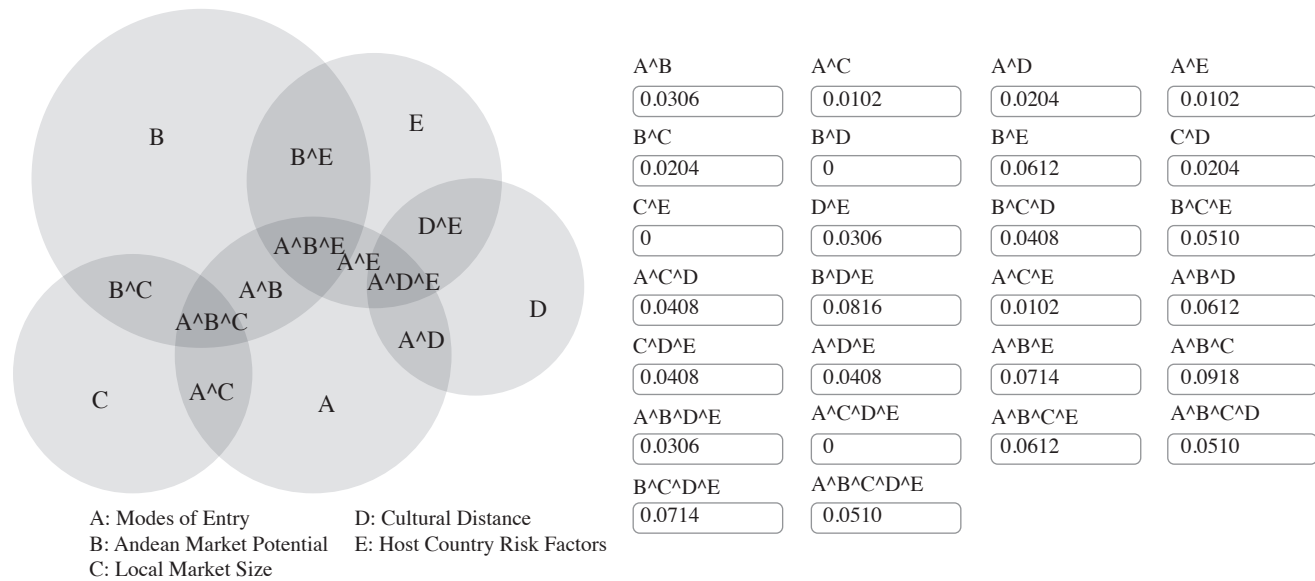 B
E
B^E
D^E
A^B^E
A^E
A^D^E
B^C
A^B
D
A^B^C
A^D
A^C
C
A
A: Modes of Entry
B: Andean Market Potential
C: Local Market Size
D: Cultural Distance
E: Host Country Risk Factors
A^B A^C A^D A^E
0.0306 0.0102 0.0204 0.0102
B^C B^D B^E C^D
0.0204 0 0.0612 0.0204
C^E D^E B^C^D B^C^E
0 0.0306 0.0408 0.0510
A^C^D B^D^E A^C^E A^B^D
0.0408 0.0816 0.0102 0.0612
C^D^E A^D^E A^B^E A^B^C
0.0408 0.0408 0.0714 0.0918
A^B^D^E A^C^D^E A^B^C^E A^B^C^D
0.0306 0 0.0612 0.0510
B^C^D^E A^B^C^D^E
0.0714 0.0510